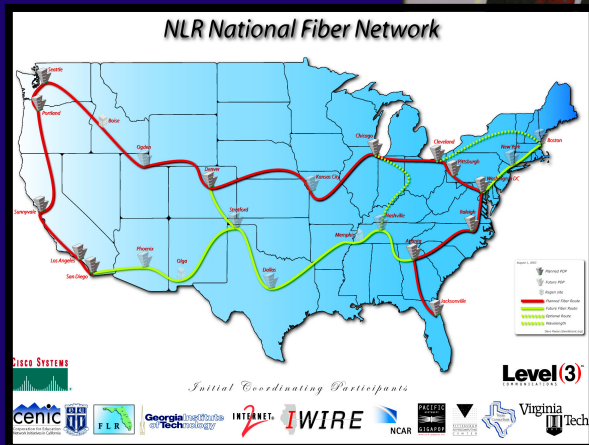 NLR National Fiber Network
Seattle
Portland
Boise
Ogden
Chicago
Cleveland
Boston
New York
Pittsburgh
Denver
Kansas City
Washington DC
Sunnyvale
Stratford
Raleigh
Nashville
Memphis
Los Angeles
Phoenix
Atlanta
San Diego
Olga
Dallas
Jacksonville
Planned POP
Future POP
Regen Site
Planned Fiber Route
Future Fiber Route
Optional Route
Wavelength
CISCO SYSTEMS
Initial Coordinating Participants
Level(3)
COMMUNICATIONS
cenic
FLR
Georgia Institute
of Technology
INTERNET2
IWIRE
NCAR
PACIFIC
NORTHWEST
GIGAPOP
Virginia
Tech